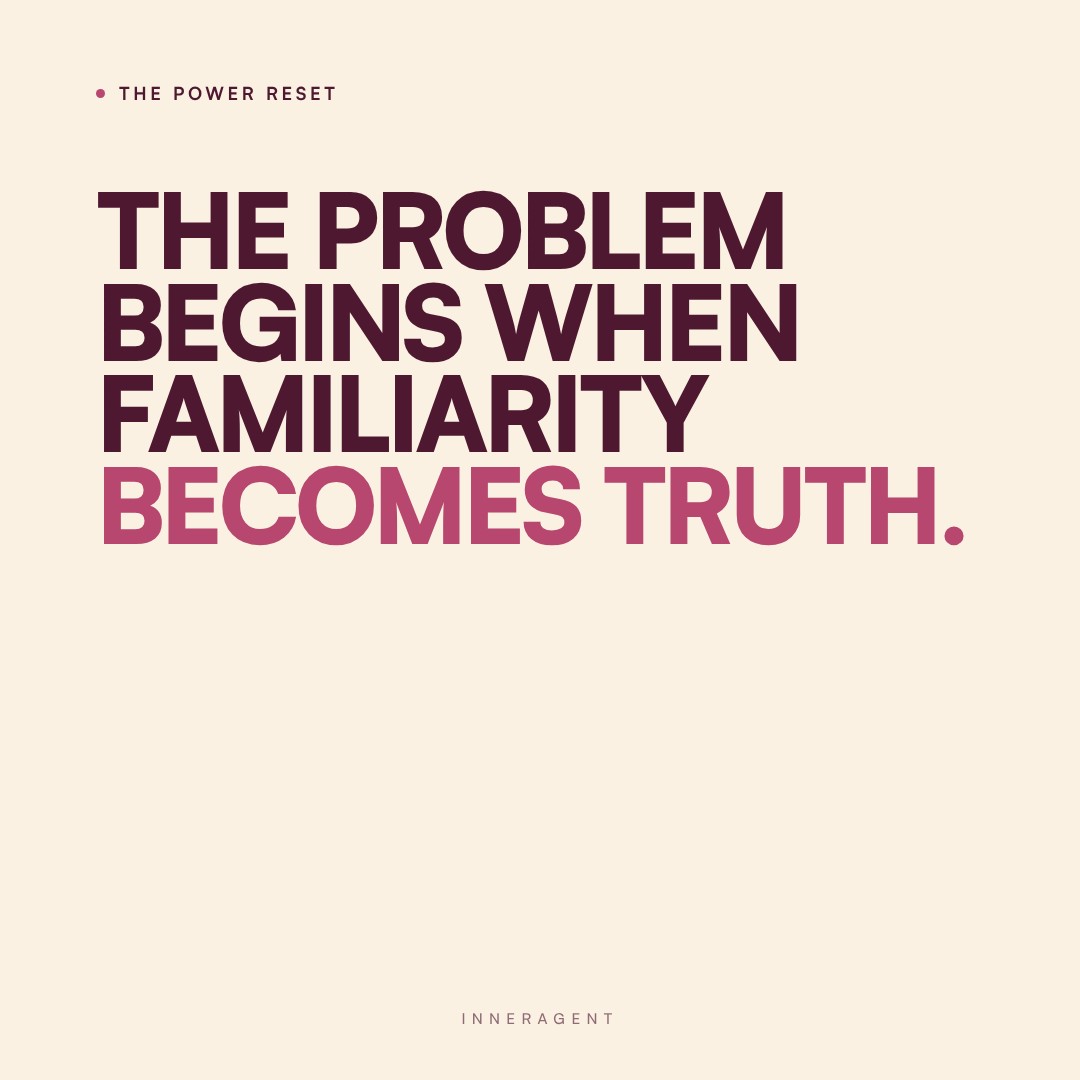 THE POWER RESET
THE PROBLEM
BEGINS WHEN
FAMILIARITY
BECOMES TRUTH.
INNERAGENT